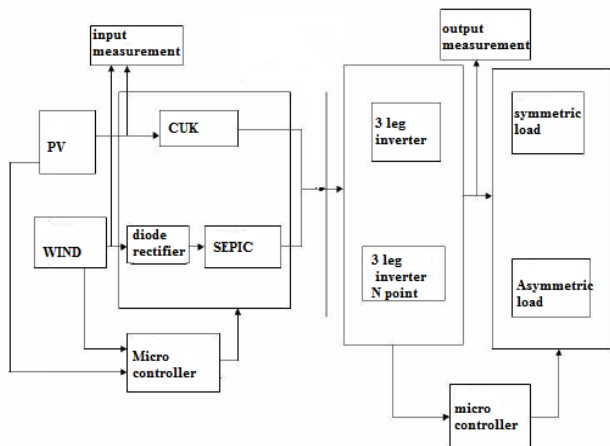 input
measurement
output
measurement
PV
CUK
3 leg
inverter
symmetric
load
WIND
diode
rectifier
SEPIC
3 leg
inverter
N point
Asymmetric
load
Micro
controller
micro
controller